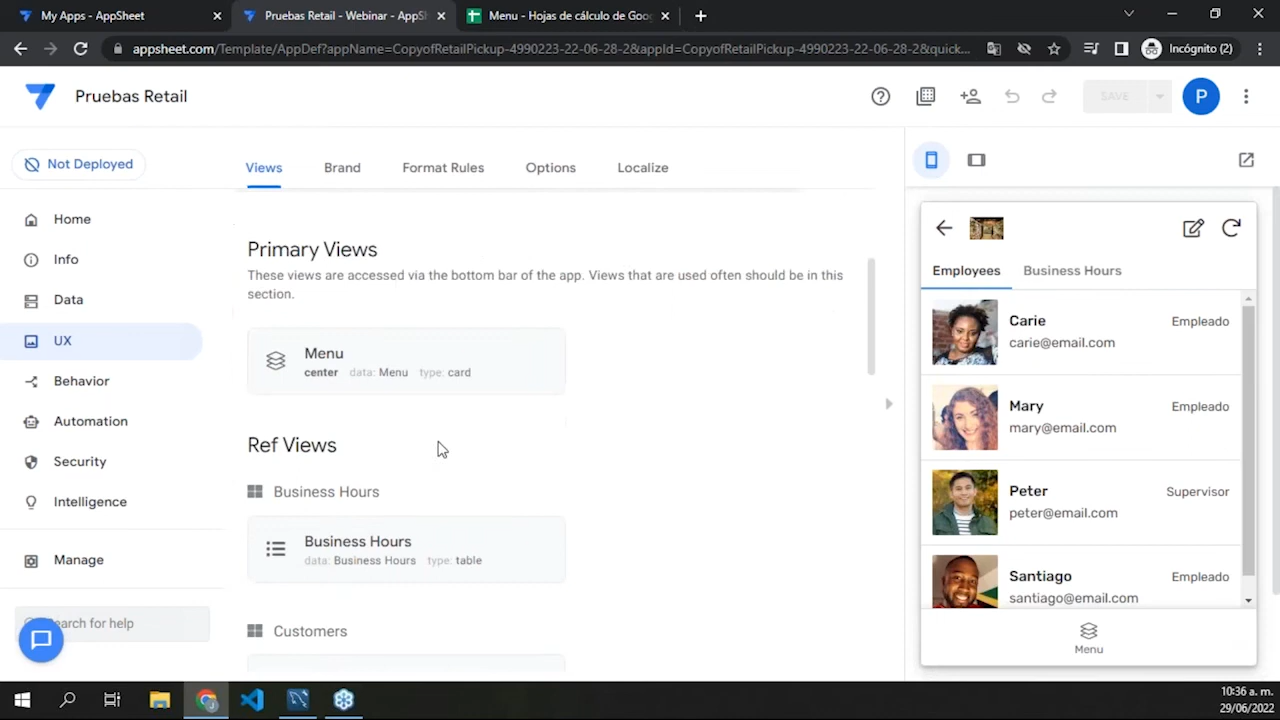 My Apps - AppSheet
Pruebas Retail - Webinar - AppSh
Menu - Hojas de cálculo de Goog
appsheet.com/Template/AppDef?appName=CopyofRetailPickup-4990223-22-06-28-2&appId=CopyofRetailPickup-4990223-22-06-28-2&quick...
Incógnito (2)
Pruebas Retail
SAVE
P
Not Deployed
Home
Info
Data
UX
Behavior
Automation
Security
Intelligence
Manage
earch for help
Views
Brand
Format Rules
Options
Localize
Primary Views
These views are accessed via the bottom bar of the app. Views that are used often should be in this
section.
Menu
center data: Menu type: card
Ref Views
Business Hours
Business Hours
data: Business Hours type: table
Customers
Employees
Business Hours
Carie
Empleado
carie@email.com
Mary
Empleado
mary@email.com
Peter
Supervisor
peter@email.com
Santiago
Empleado
santiago@email.com
Menu
10:36 a. m.
29/06/2022